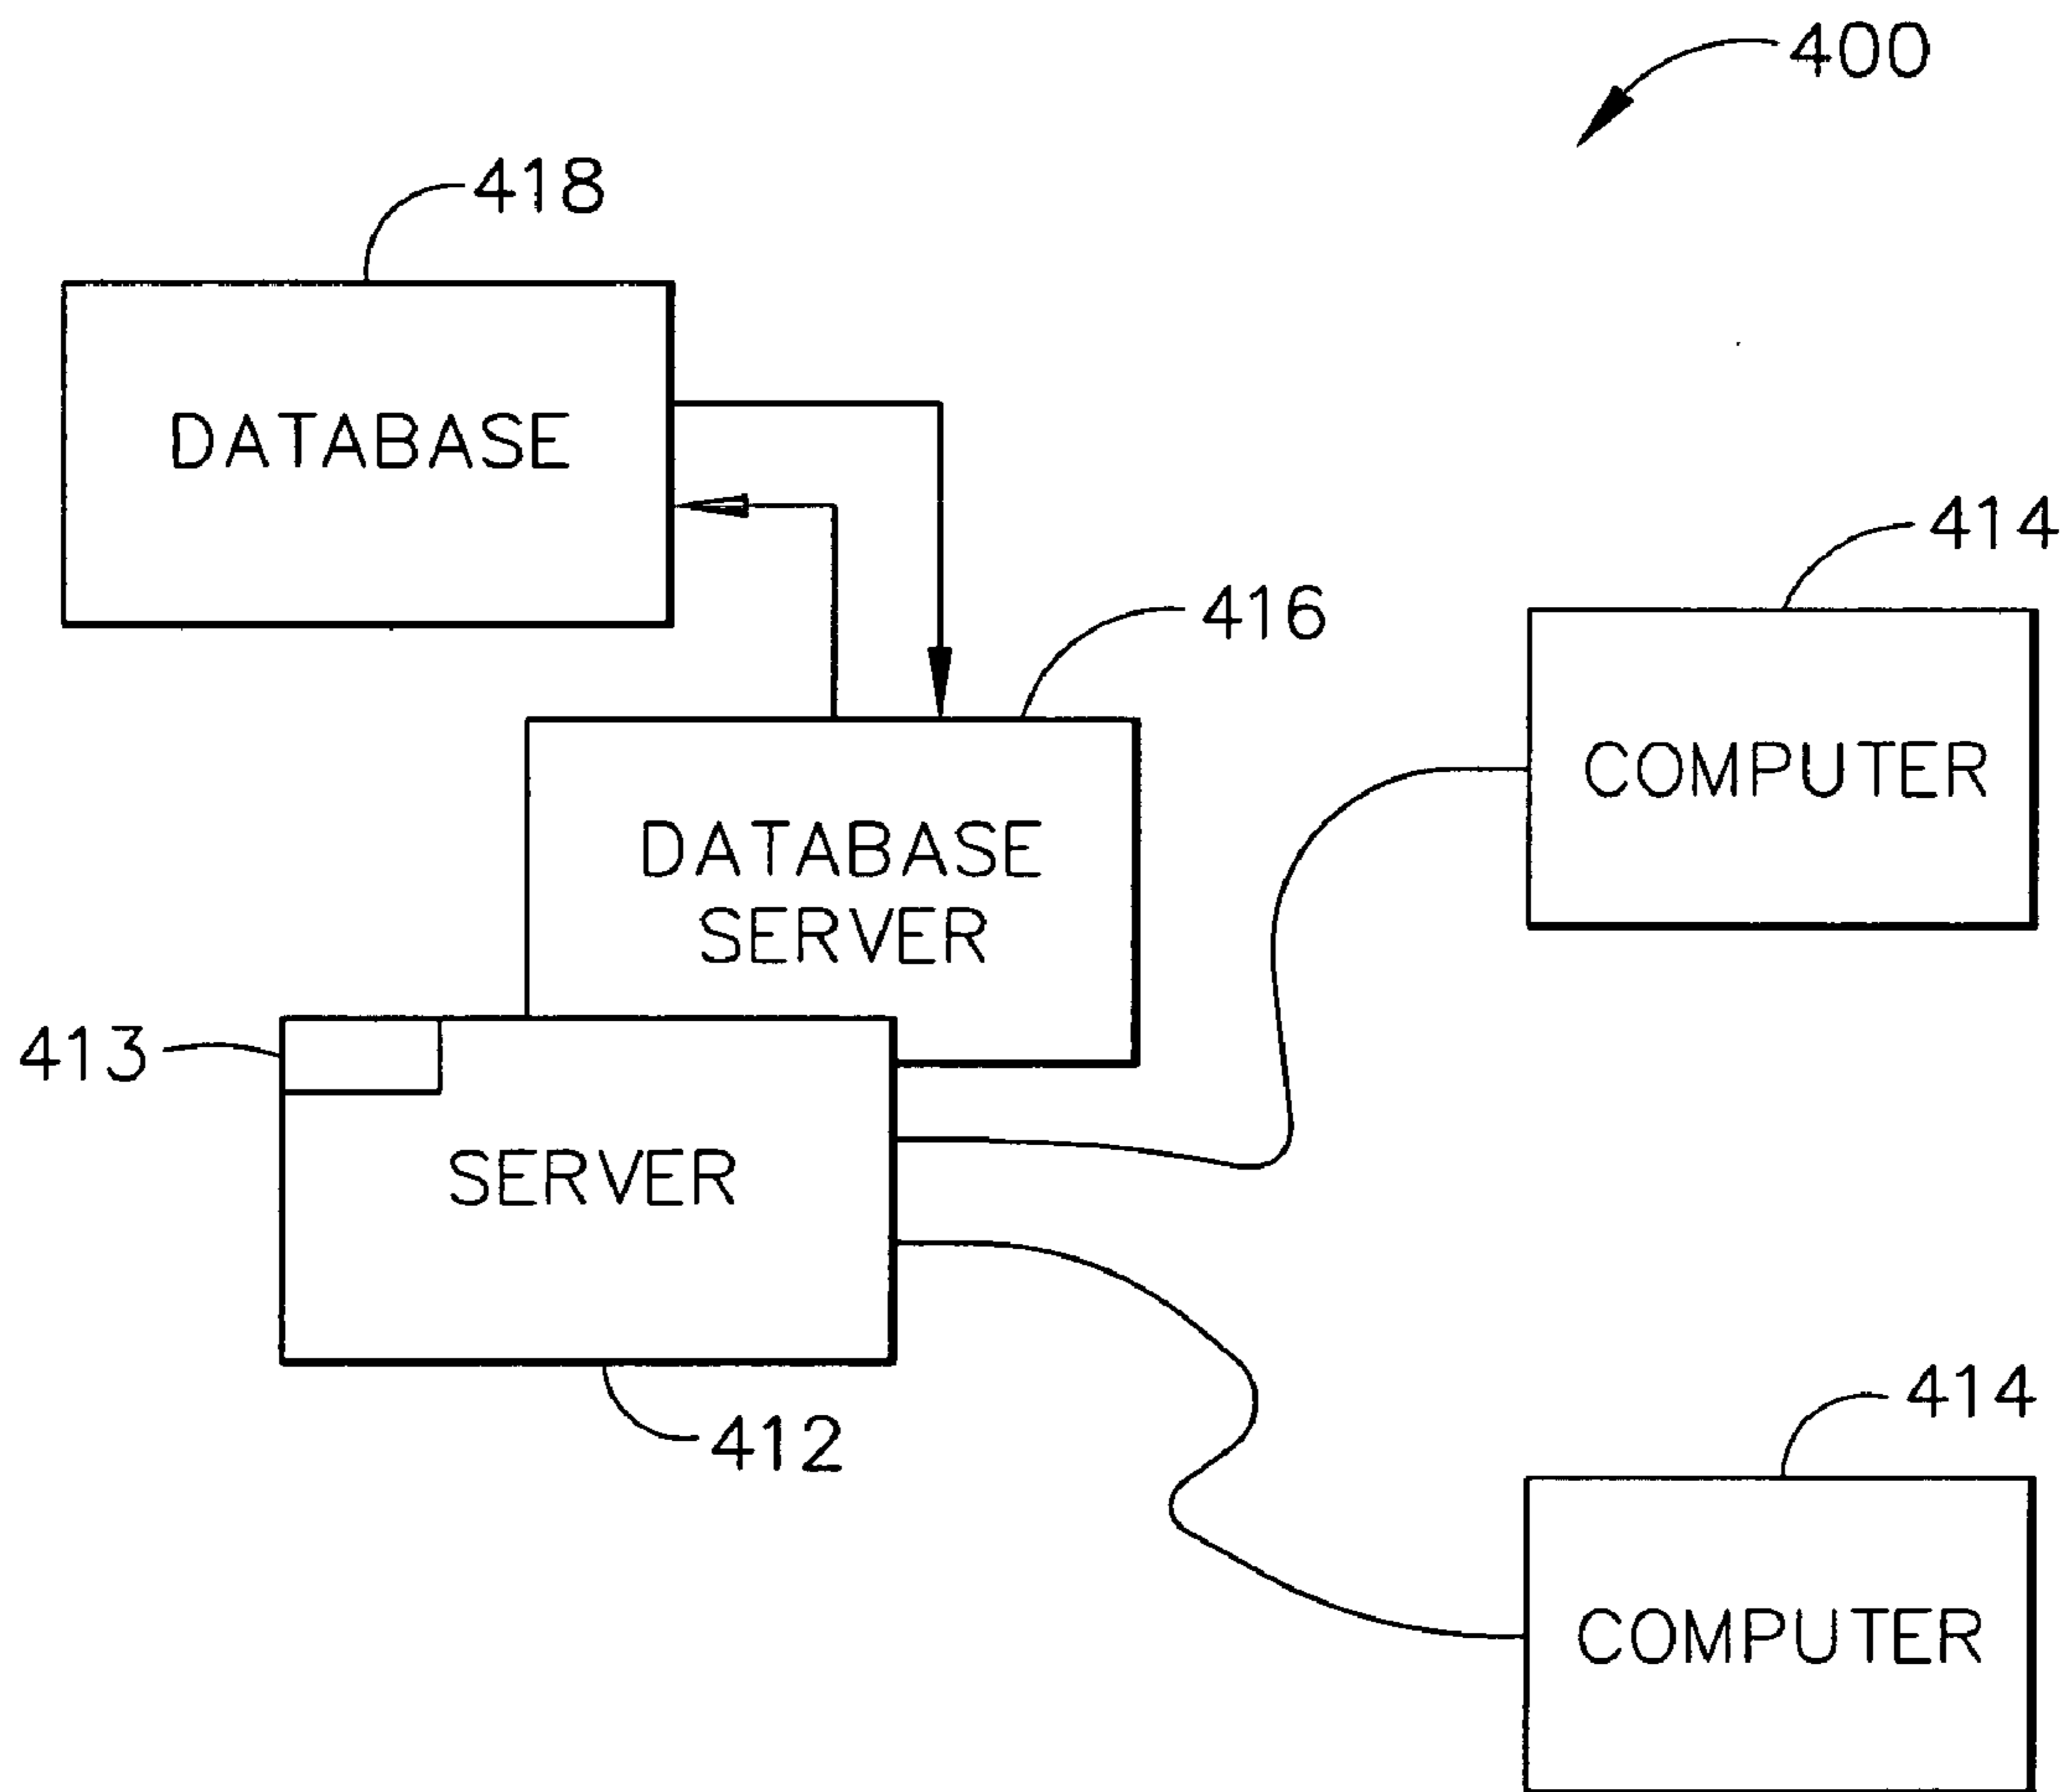 400
418
DATABASE
414
416
COMPUTER
DATABASE
SERVER
413
SERVER
412
414
COMPUTER